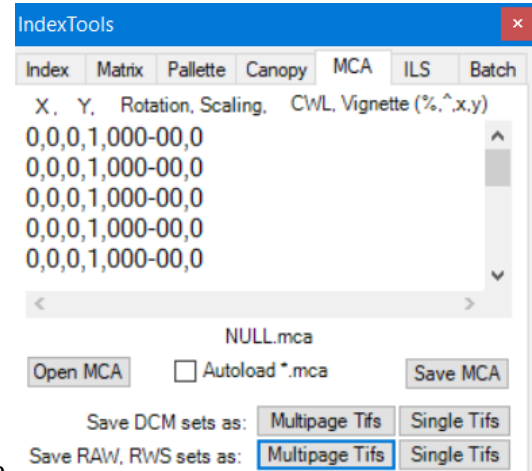 IndexTools ×
Index Matrix Pallette Canopy MCA ILS Batch
X, Y, Rotation, Scaling, CWL, Vignette (%,^,x,y)
0,0,0,1,000-00,0
0,0,0,1,000-00,0
0,0,0,1,000-00,0
0,0,0,1,000-00,0
0,0,0,1,000-00,0
NULL.mca
Open MCA Autoload *.mca Save MCA
Save DCM sets as: Multipage Tifs Single Tifs
Save RAW, RWS sets as: Multipage Tifs Single Tifs